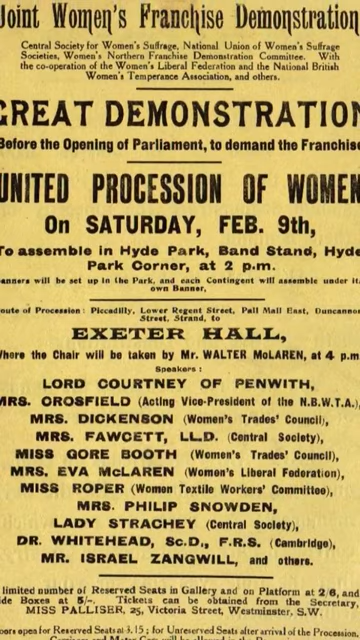 Joint Women's Franchise Demonstration
Central Society for Women's Suffrage, National Union of Women's Suffrage
Societies, Women's Northern Franchise Demonstration Committee. With
the co-operation of the Women's Liberal Federation and the National British
Women's Temperance Association, and others.
GREAT DEMONSTRATION
Before the Opening of Parliament, to demand the Franchise
UNITED PROCESSION OF WOMEN
On SATURDAY, FEB. 9th,
To assemble in Hyde Park, Band Stand, Hyde
Park Corner, at 2 p.m.
anners will be set up in the Park, and each Contingent will assemble under it
own Banner.
oute of Procession: Piccadilly, Lower Regent Street, Pall Mall East, Duncannon
Street, Strand, to
EXETER HALL,
Where the Chair will be taken by Mr. WALTER McLAREN, at 4 p.m
Speakers:
LORD COURTNEY OF PENWITH,
MRS. CROSFIELD (Acting Vice-President of the N.B.W.T.A.),
MRS. DICKENSON (Women's Trades' Council),
MRS. FAWCETT, LL.D. (Central Society),
MISS GORE BOOTH (Women's Trades' Council),
MRS. EVA McLAREN (Women's Liberal Federation),
MISS ROPER (Women Textile Workers' Committee),
MRS. PHILIP SNOWDEN,
LADY STRACHEY (Central Society),
DR. WHITEHEAD, Sc.D., F.R.S. (Cambridge),
MR. ISRAEL ZANGWILL, and others.
limited number of Reserved Seats in Gallery and on Platform at 2/6, and
ide Boxes at 5/-. Tickets can be obtained from the Secretary,
MISS PALLISER, 25, Victoria Street, Westminster, S.W.
oors open for Reserved Seats at 3.15; for Unreserved Seats after arrival of the Procession.